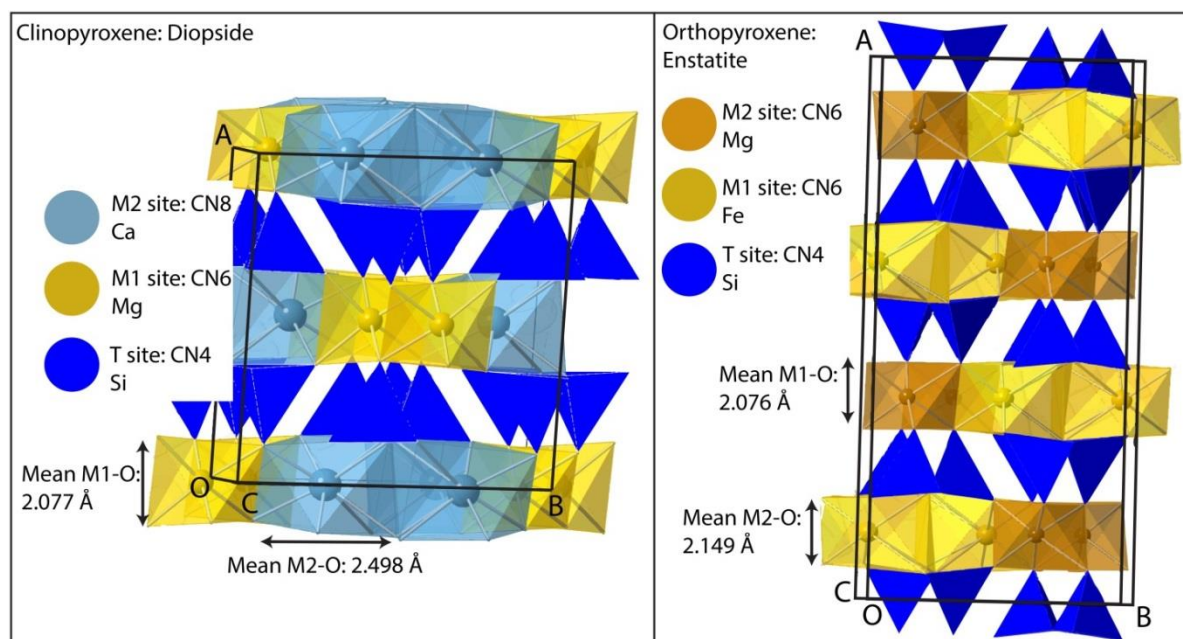 Clinopyroxene: Diopside
A
M2 site: CN8
Ca
M1 site: CN6
Mg
T site: CN4
Si
Mean M1-O:
2.077 Å
O
C
B
Mean M2-O: 2.498 Å
Orthopyroxene:
Enstatite
A
M2 site: CN6
Mg
M1 site: CN6
Fe
T site: CN4
Si
Mean M1-O:
2.076 Å
Mean M2-O:
2.149 Å
C
O
B